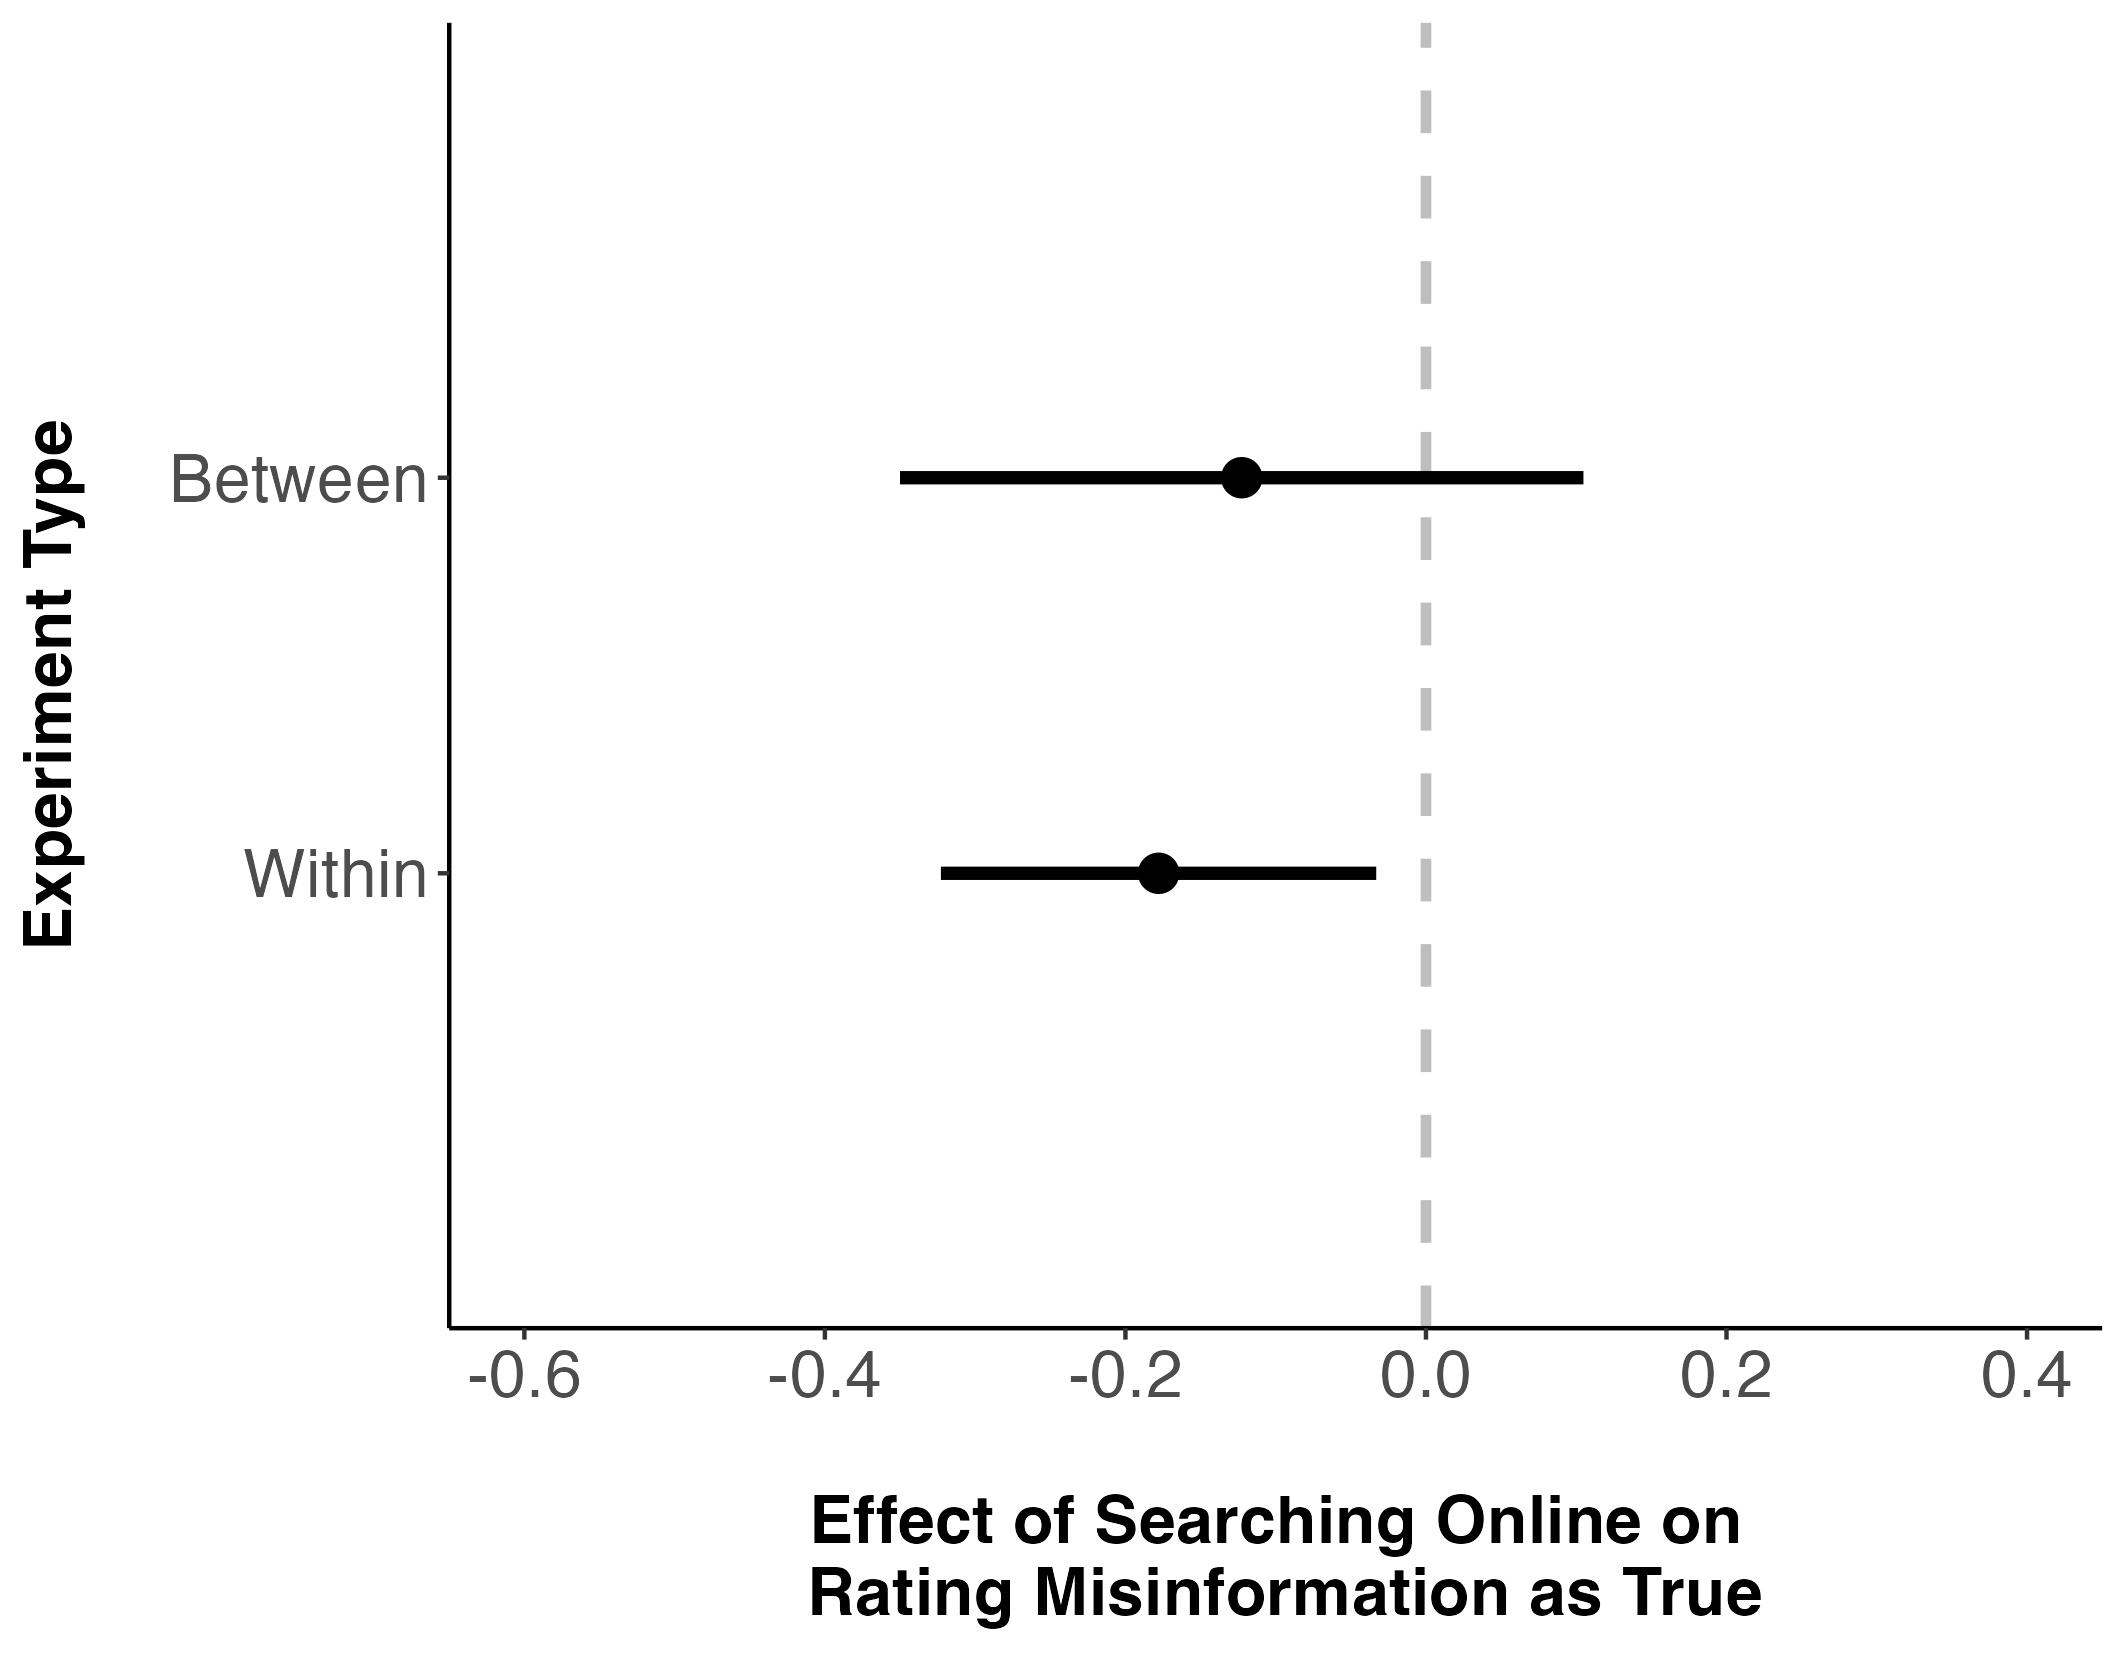 Experiment Type
Between
Within
-0.6
-0.4
-0.2
0.0
0.2
0.4
Effect of Searching Online on
Rating Misinformation as True